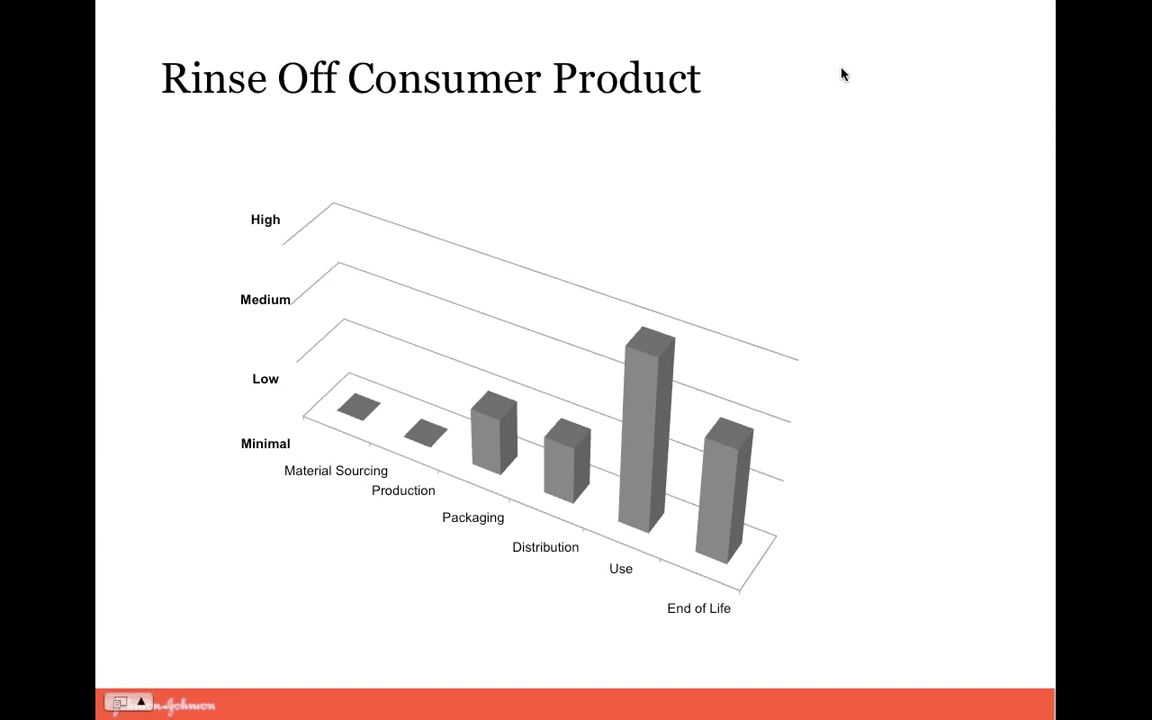 Rinse Off Consumer Product
High
Medium
Low
Minimal
Material Sourcing
Production
Packaging
Distribution
Use
End of Life